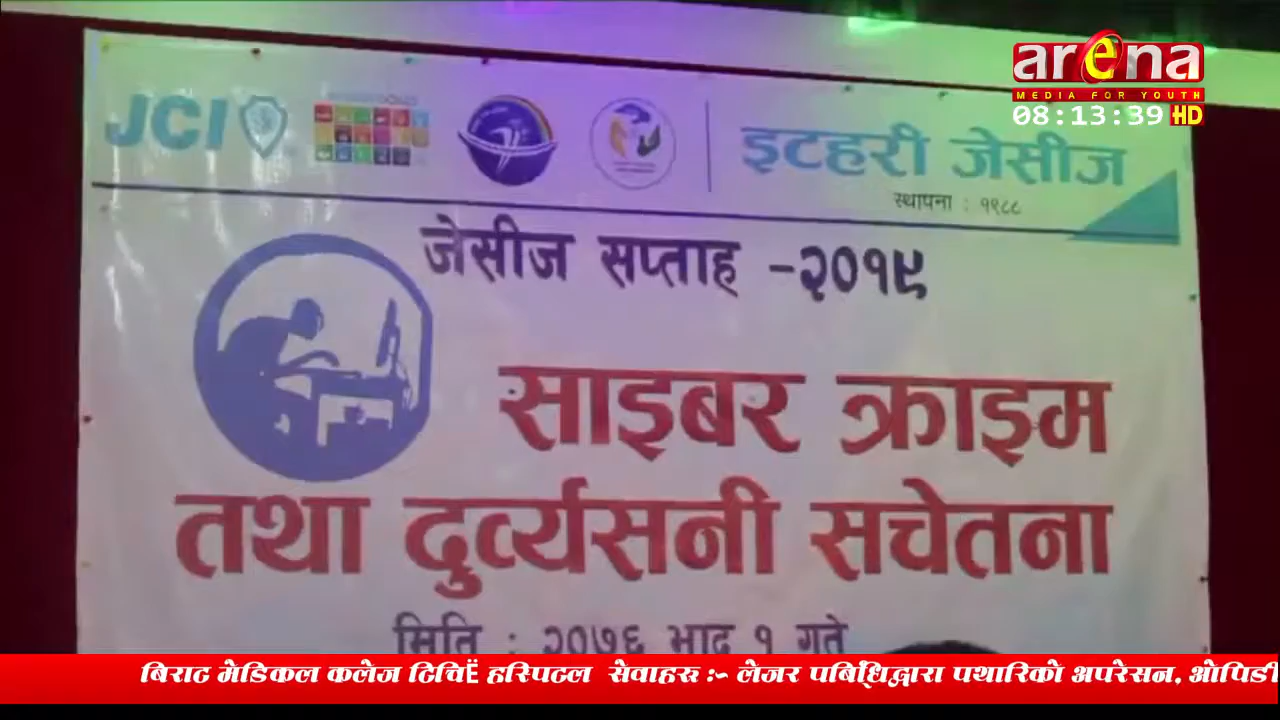 arena
MEDIA FOR YOUTH
08:13:39 HD
JCI
इटहरी जेसीज
स्थापना : १९८८
जेसीज सप्ताह -२०१९
साइबर क्राइम
तथा दुर्व्यसनी सचेतना
मिति : २०७६ भाद्र १ गते
बिराट मेडिकल कलेज टिचिË हस्पिटल सेवाहरु :- लेजर पबिधिद्वारा पथारिको अपरेसन, ओपिडी